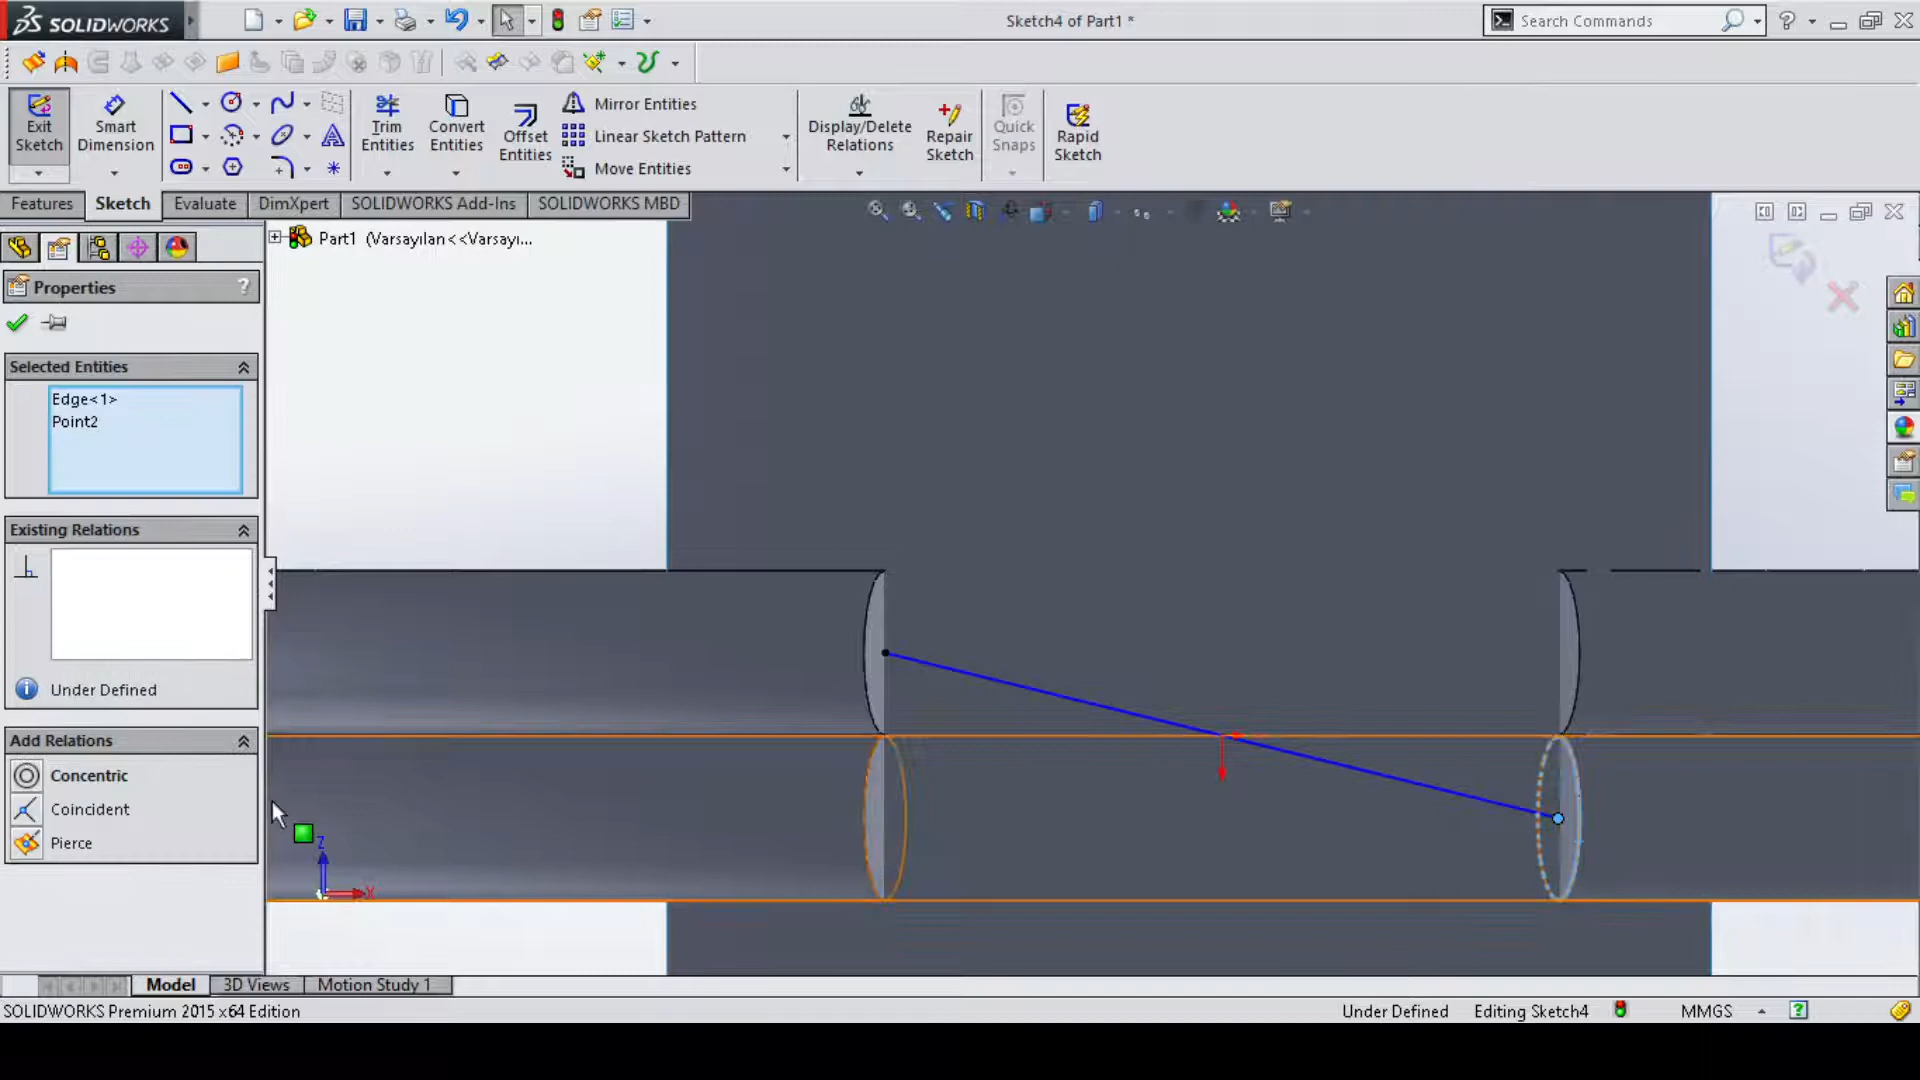 SOLIDWORKS
Sketch4 of Part1 *
Search Commands
Exit Sketch
Smart Dimension
Trim Entities
Convert Entities
Offset Entities
Mirror Entities
Linear Sketch Pattern
Move Entities
Display/Delete Relations
Repair Sketch
Quick Snaps
Rapid Sketch
Features
Sketch
Evaluate
DimXpert
SOLIDWORKS Add-Ins
SOLIDWORKS MBD
Part1 (Varsayılan<<Varsayı...
Properties
?
Selected Entities
Edge<1>
Point2
Existing Relations
Under Defined
Add Relations
Concentric
Coincident
Pierce
Z
X
Model
3D Views
Motion Study 1
SOLIDWORKS Premium 2015 x64 Edition
Under Defined
Editing Sketch4
MMGS